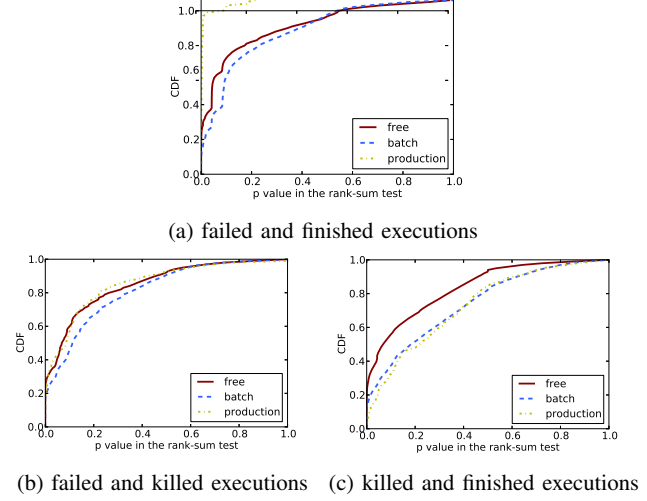 1.0
0.8
0.6
0.4
0.2
0.0
CDF
free
batch
production
0.0 0.2 0.4 0.6 0.8 1.0
p value in the rank-sum test
(a) failed and finished executions
1.0
0.8
0.6
0.4
0.2
0.0
CDF
free
batch
production
0.0 0.2 0.4 0.6 0.8 1.0
p value in the rank-sum test
(b) failed and killed executions
1.0
0.8
0.6
0.4
0.2
0.0
CDF
free
batch
production
0.0 0.2 0.4 0.6 0.8 1.0
p value in the rank-sum test
(c) killed and finished executions